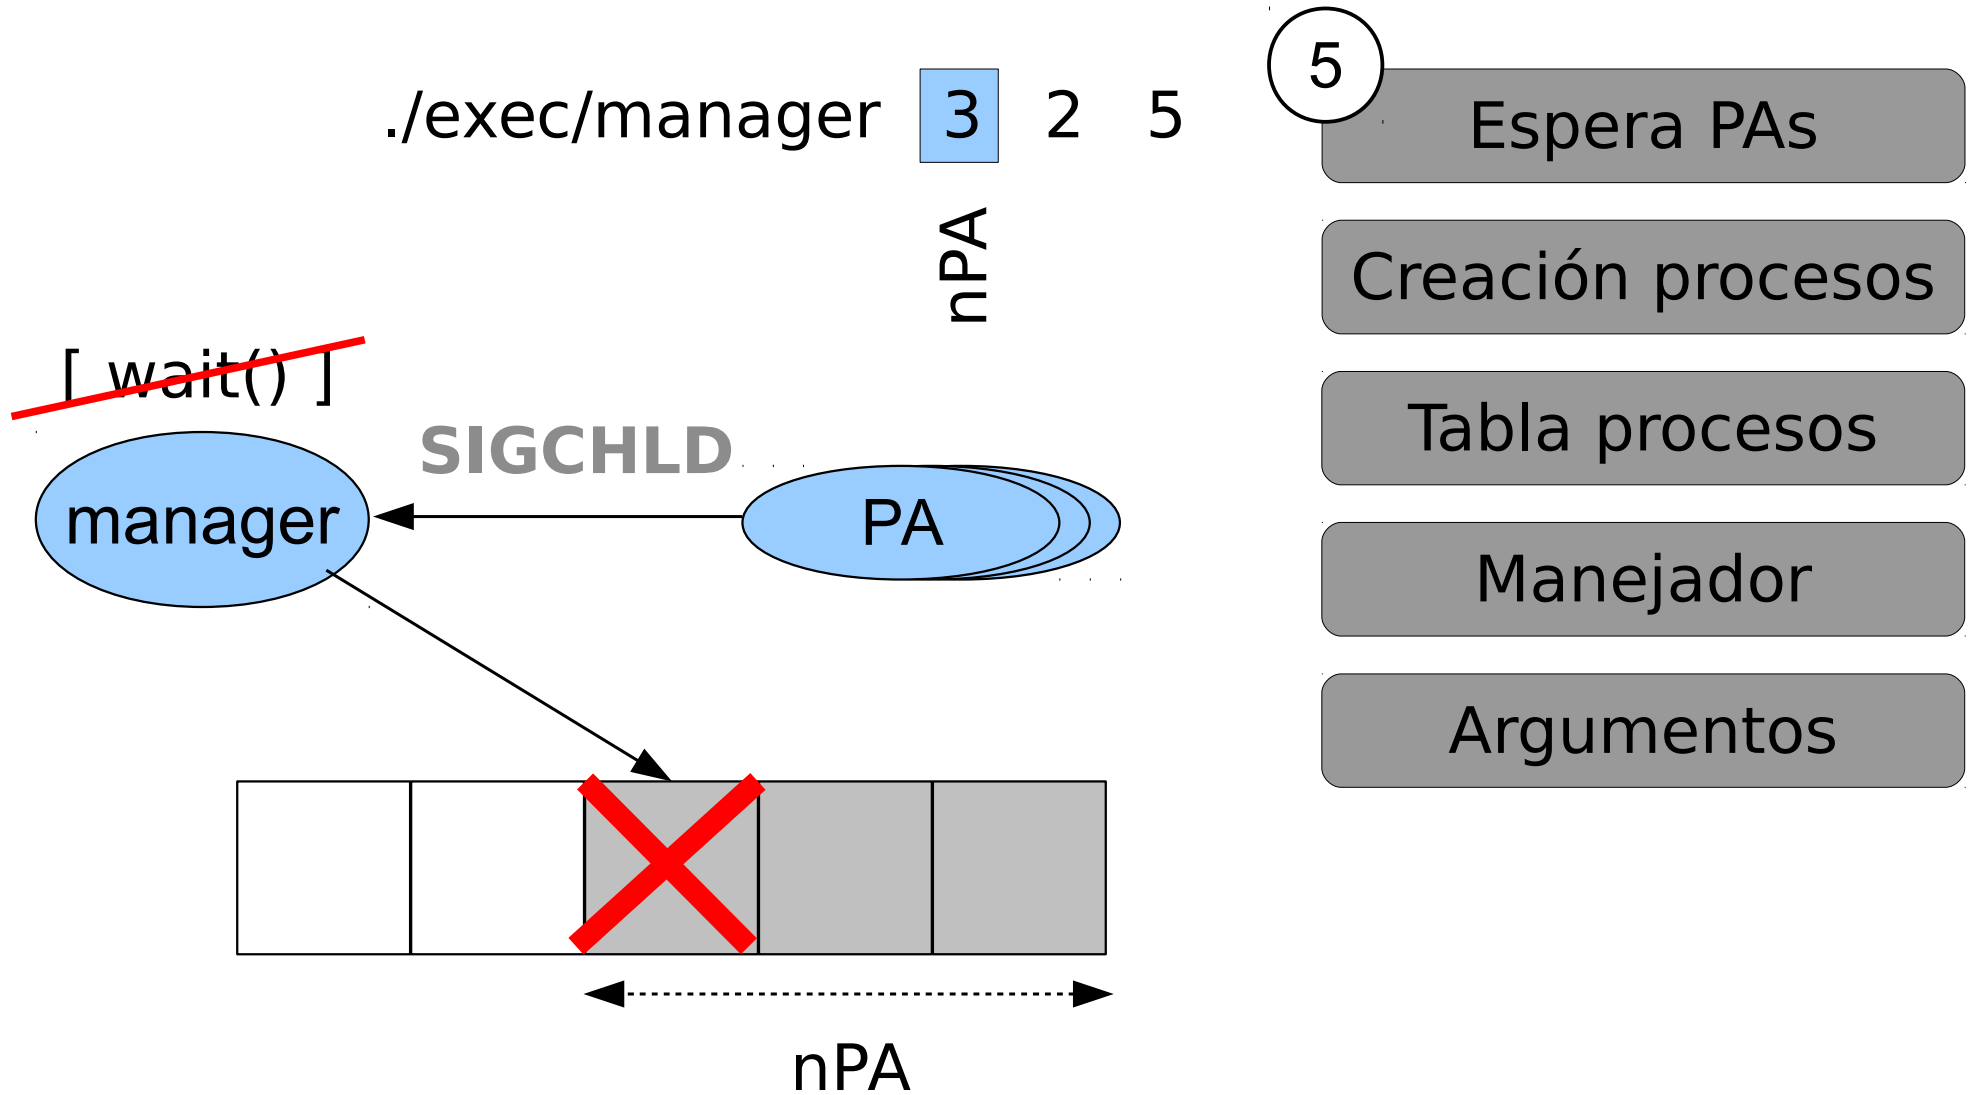 ./exec/manager 3 2 5
nPA
[ wait() ]
SIGCHLD
manager
PA
nPA
5
Espera PAs
Creación procesos
Tabla procesos
Manejador
Argumentos